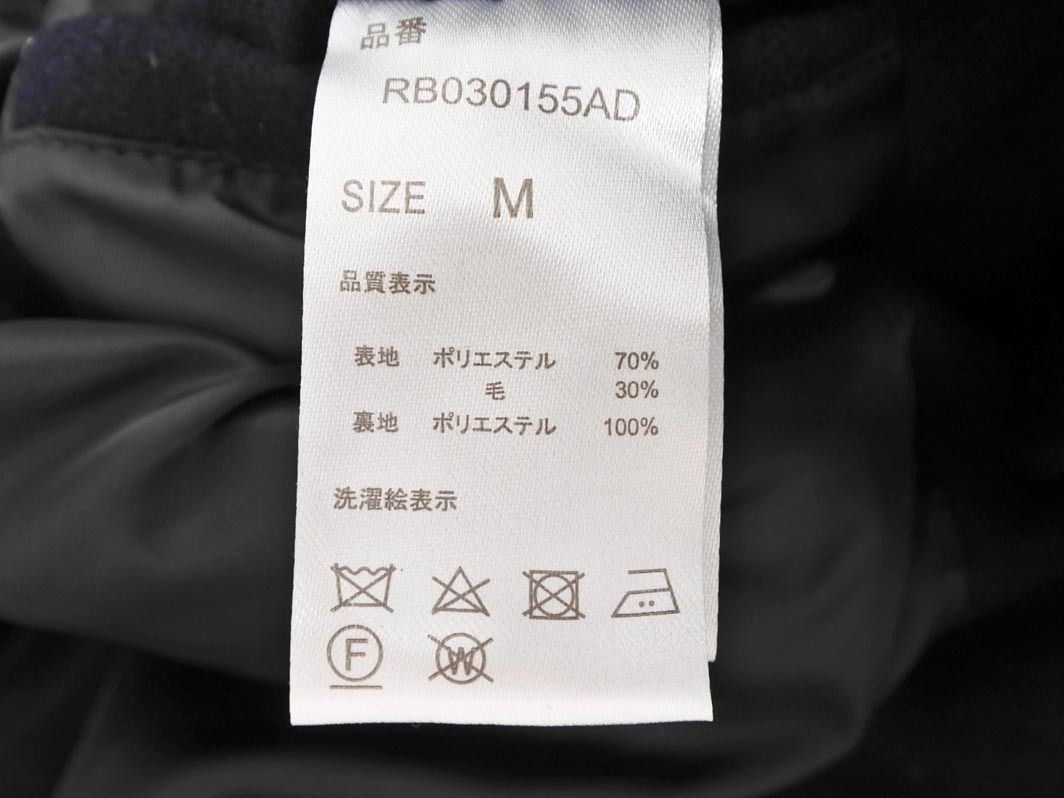 品番
RB030155AD
SIZE M
品質表示
表地 ポリエステル 70%
毛 30%
裏地 ポリエステル 100%
洗濯絵表示
F W